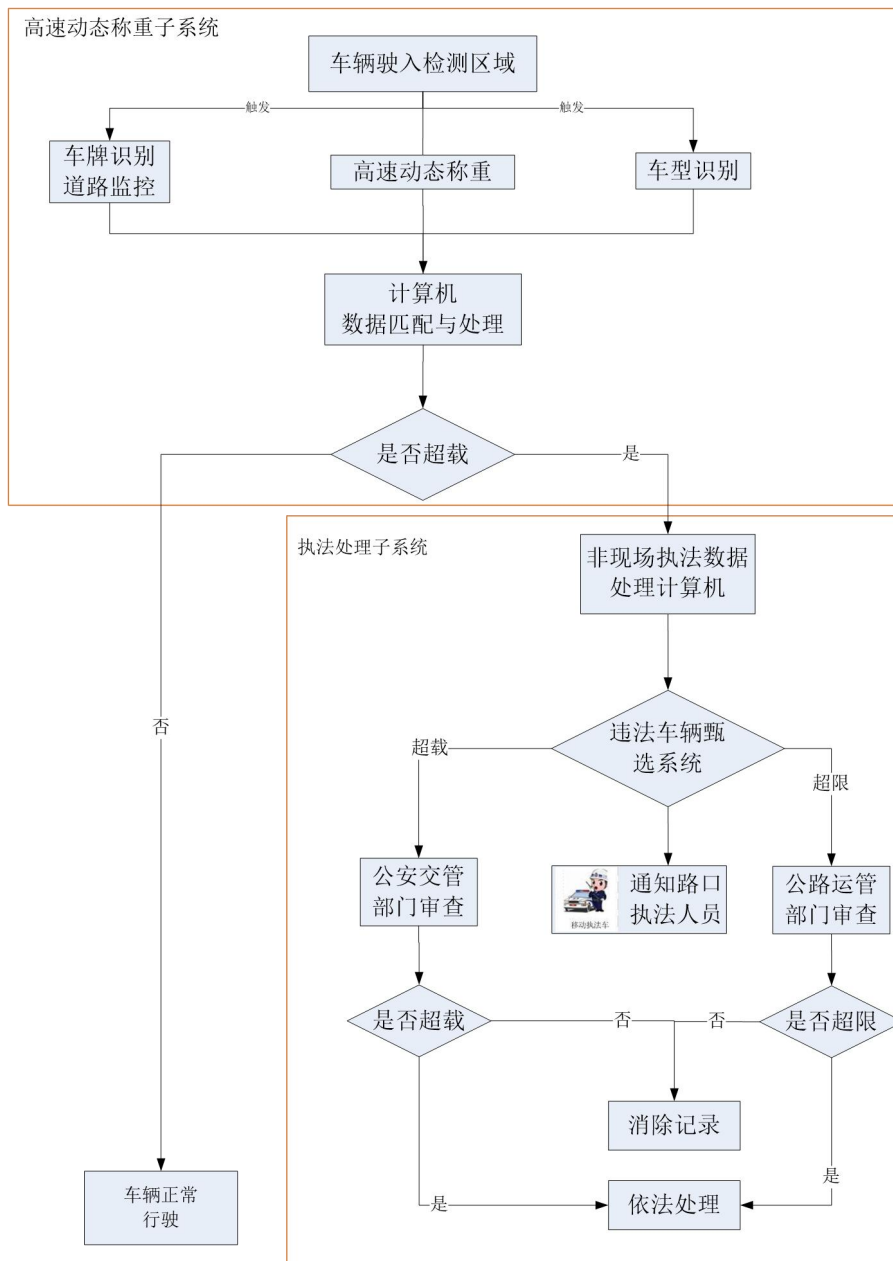 高速动态称重子系统
车辆驶入检测区域
触发
触发
车牌识别
道路监控
高速动态称重
车型识别
计算机
数据匹配与处理
是否超载
是
否
执法处理子系统
非现场执法数据
处理计算机
违法车辆甄
选系统
超载
超限
公安交管
部门审查
移动执法车
通知路口
执法人员
公路运管
部门审查
是否超载
否
否
是否超限
消除记录
是
是
依法处理
车辆正常
行驶